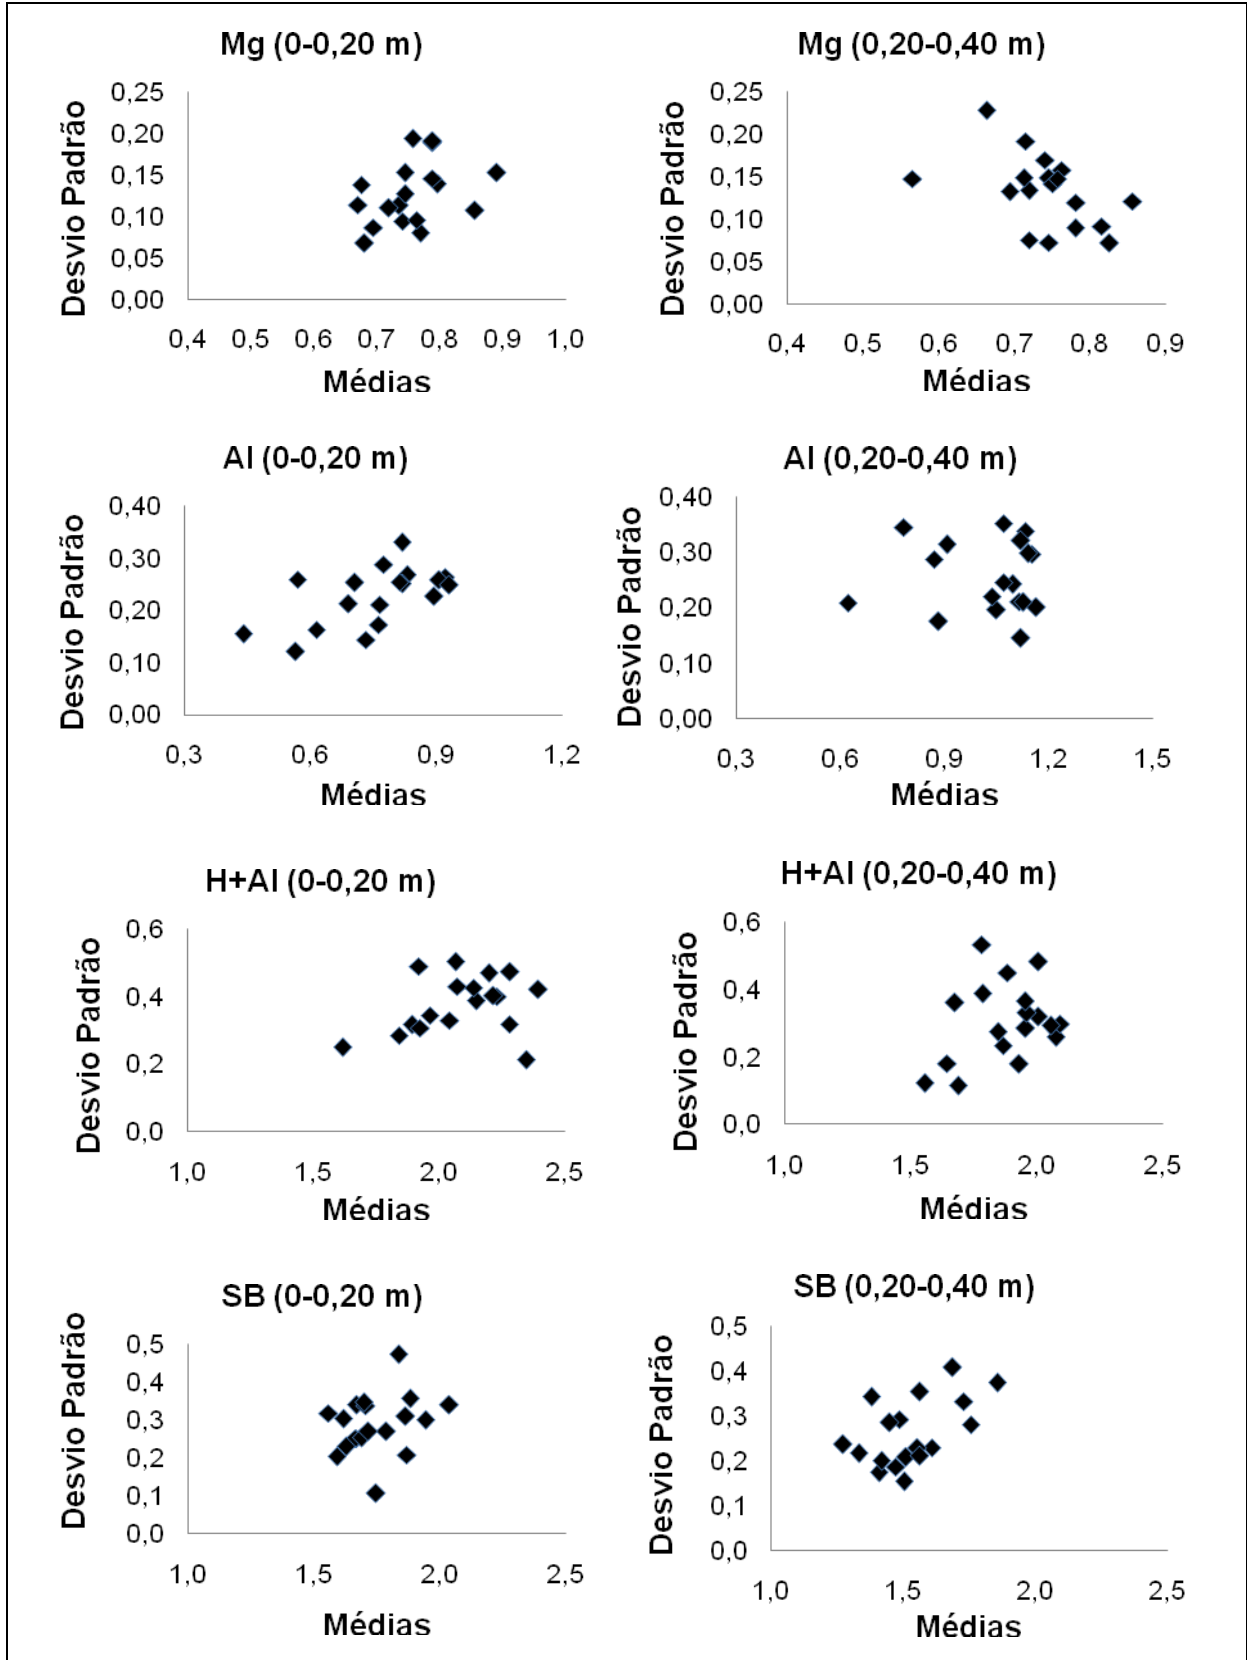 Mg (0-0,20 m)
Desvio Padrão
0,25
0,20
0,15
0,10
0,05
0,00
0,4 0,5 0,6 0,7 0,8 0,9 1,0
Médias
Mg (0,20-0,40 m)
Desvio Padrão
0,25
0,20
0,15
0,10
0,05
0,00
0,4 0,5 0,6 0,7 0,8 0,9
Médias
Al (0-0,20 m)
Desvio Padrão
0,40
0,30
0,20
0,10
0,00
0,3 0,6 0,9 1,2
Médias
Al (0,20-0,40 m)
Desvio Padrão
0,40
0,30
0,20
0,10
0,00
0,3 0,6 0,9 1,2 1,5
Médias
H+Al (0-0,20 m)
Desvio Padrão
0,6
0,4
0,2
0,0
1,0 1,5 2,0 2,5
Médias
H+Al (0,20-0,40 m)
Desvio Padrão
0,6
0,4
0,2
0,0
1,0 1,5 2,0 2,5
Médias
SB (0-0,20 m)
Desvio Padrão
0,5
0,4
0,3
0,2
0,1
0,0
1,0 1,5 2,0 2,5
Médias
SB (0,20-0,40 m)
Desvio Padrão
0,5
0,4
0,3
0,2
0,1
0,0
1,0 1,5 2,0 2,5
Médias